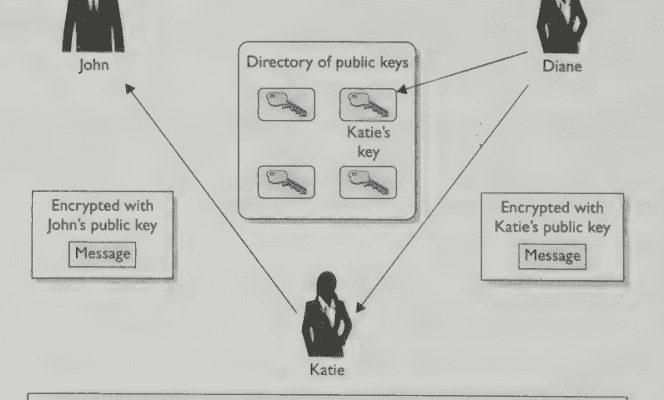 John
Directory of public keys
Diane
Katie's
key
Encrypted with
John's public key
Message
Encrypted with
Katie's public key
Message
Katie